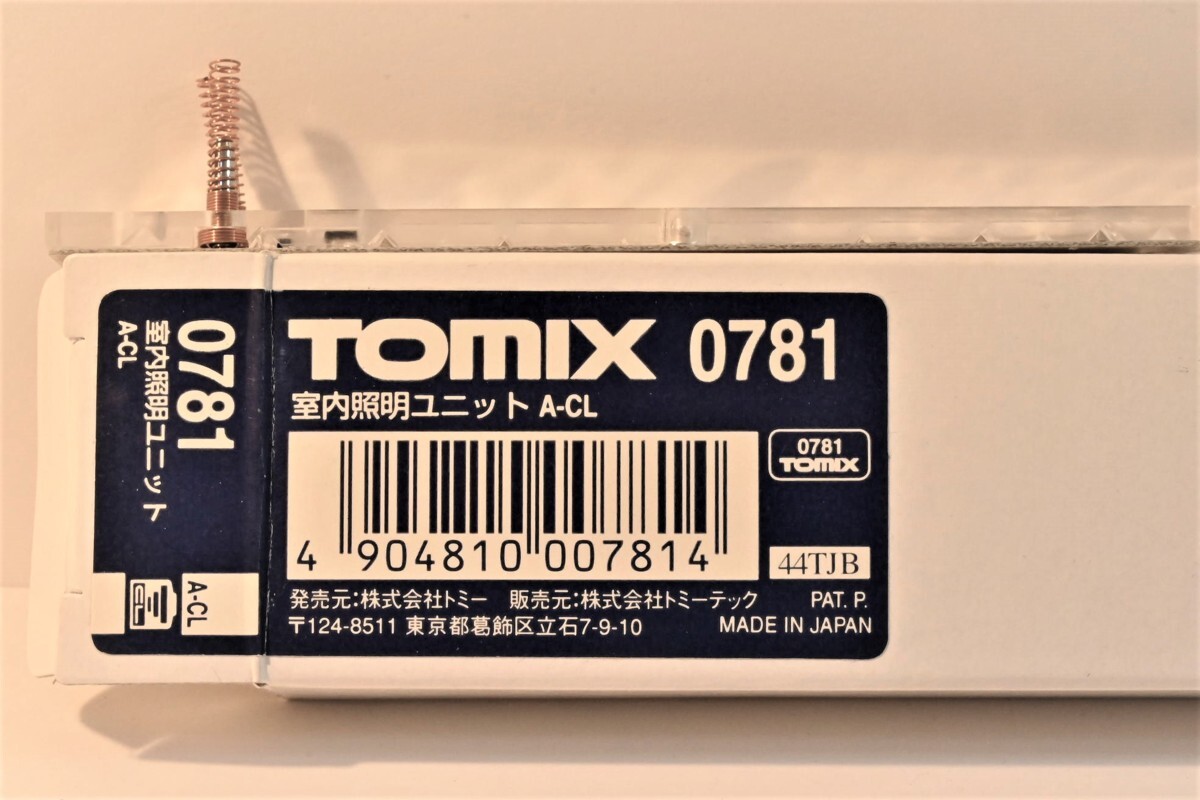 TOMIX 0781
室内照明ユニット A-CL
4 904810 007814
0781
TOMIX
44TJB
発売元:株式会社トミー 販売元:株式会社トミーテック PAT. P.
〒124-8511 東京都葛飾区立石7-9-10 MADE IN JAPAN
0781
室内照明ユニット
A-CL
A-CL
CL